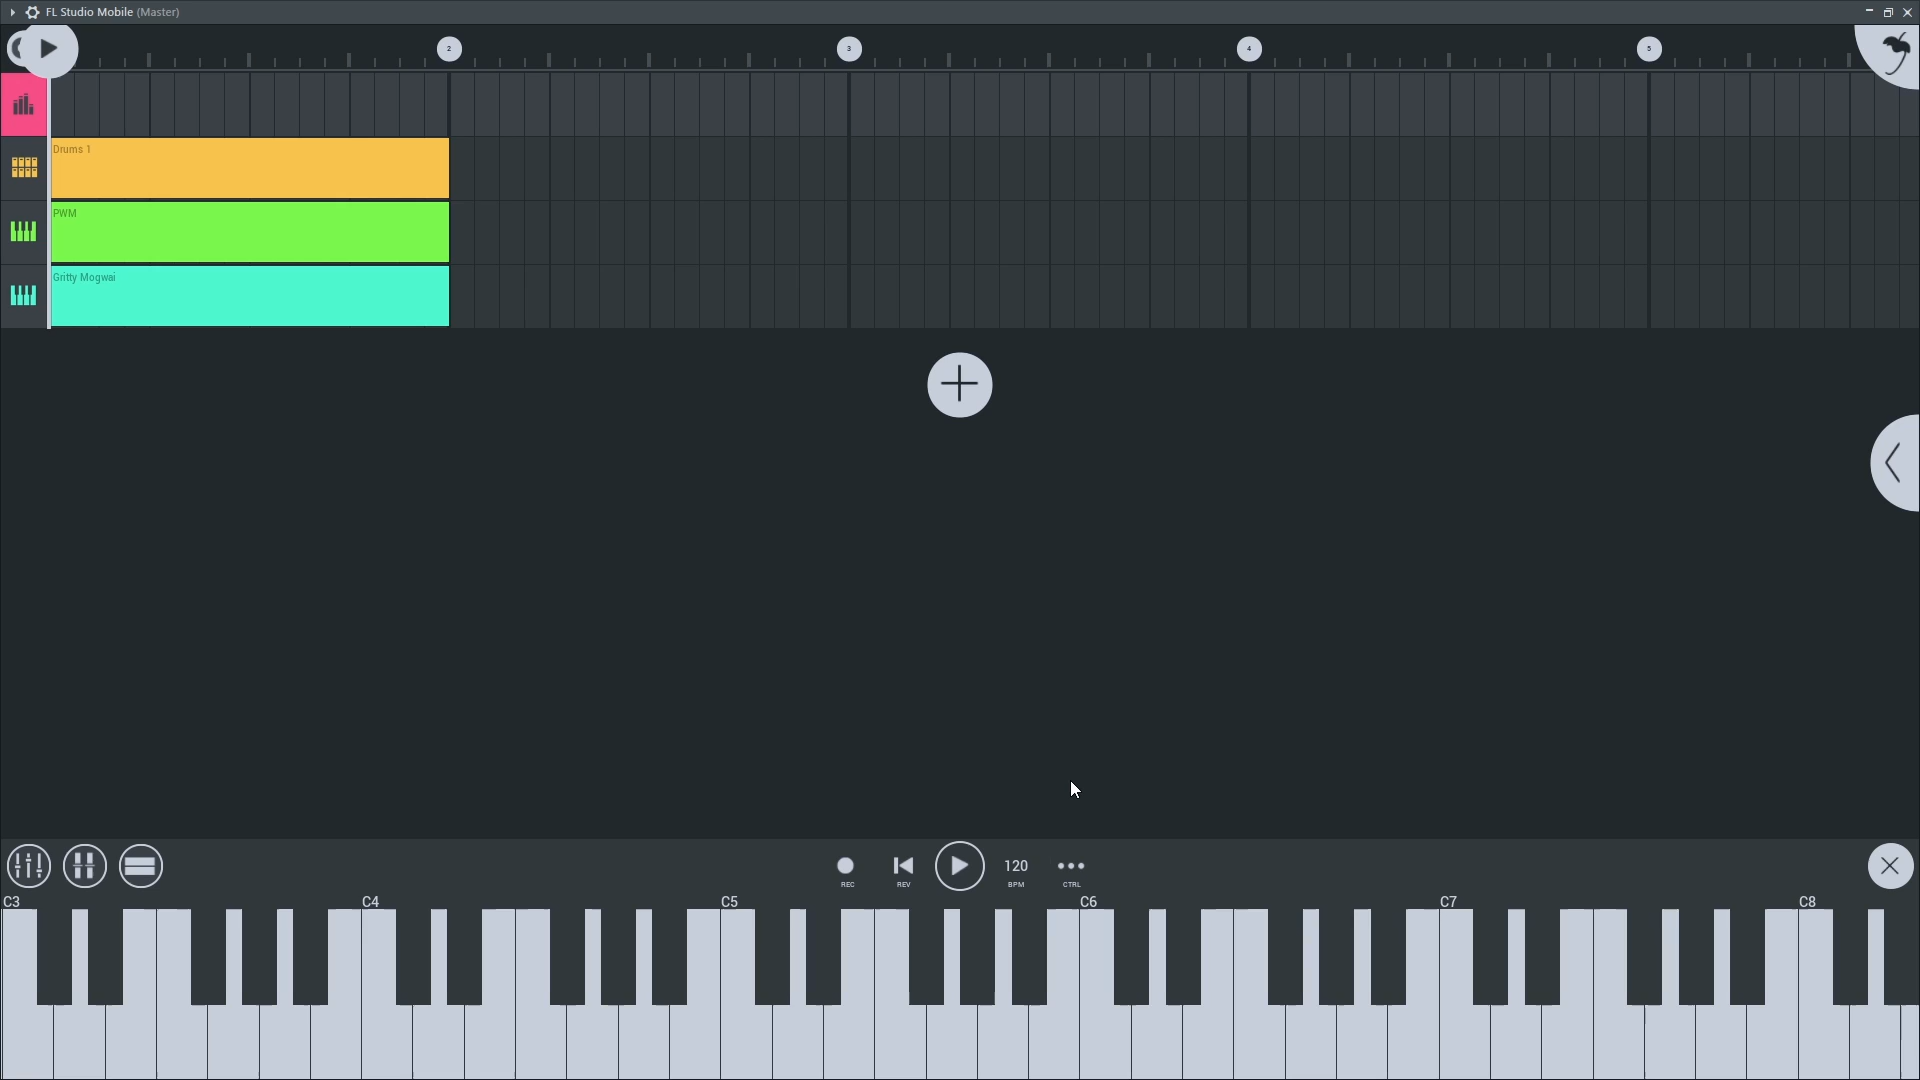 FL Studio Mobile (Master)
2
3
4
5
Drums 1
PWM
Gritty Mogwai
120
REC
REV
BPM
CTRL
C3
C4
C5
C6
C7
C8